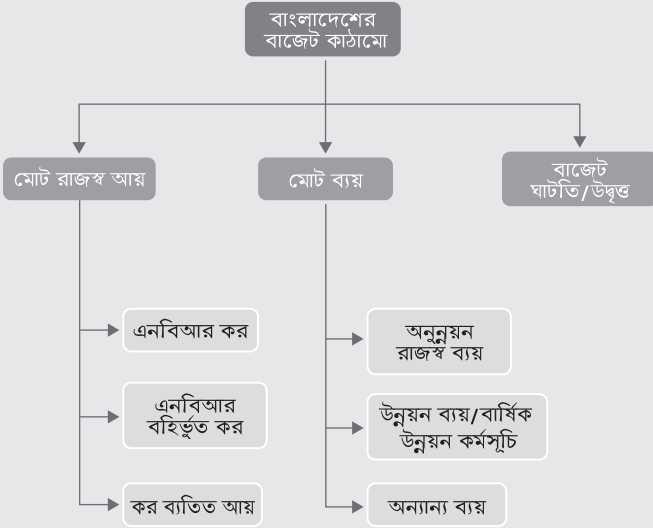 বাংলাদেশের
বাজেট কাঠামো
মোট রাজস্ব আয়
মোট ব্যয়
বাজেট
ঘাটতি/উদ্বৃত্ত
এনবিআর কর
এনবিআর
বহির্ভুত কর
কর ব্যতিত আয়
অনুন্নয়ন
রাজস্ব ব্যয়
উন্নয়ন ব্যয়/বার্ষিক
উন্নয়ন কর্মসূচি
অন্যান্য ব্যয়